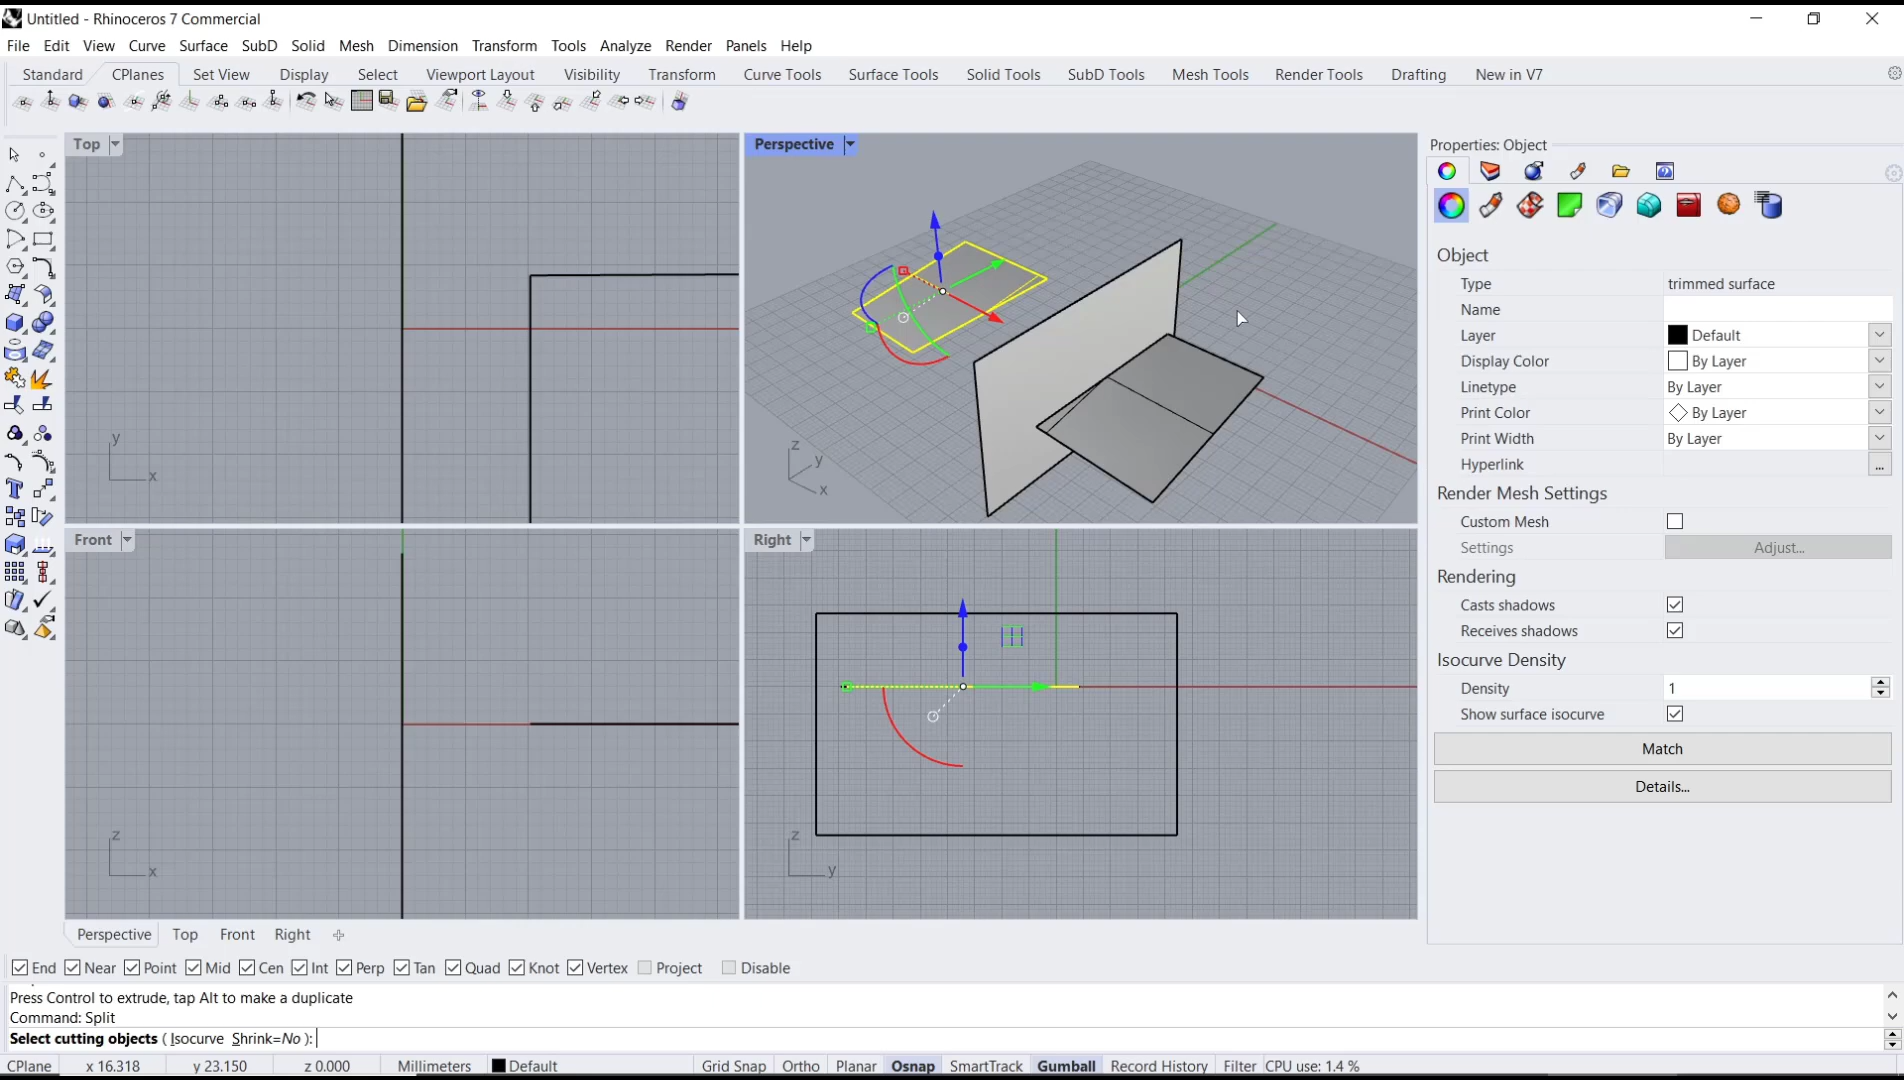 Untitled - Rhinoceros 7 Commercial
File Edit View Curve Surface SubD Solid Mesh Dimension Transform Tools Analyze Render Panels Help
Standard CPlanes Set View Display Select Viewport Layout Visibility Transform Curve Tools Surface Tools Solid Tools SubD Tools Mesh Tools Render Tools Drafting New in V7
Top
y
x
Perspective
z
y
x
Front
z
x
Right
z
y
Properties: Object
Object
Type trimmed surface
Name
Layer Default
Display Color By Layer
Linetype By Layer
Print Color By Layer
Print Width By Layer
Hyperlink ...
Render Mesh Settings
Custom Mesh
Settings Adjust...
Rendering
Casts shadows
Receives shadows
Isocurve Density
Density 1
Show surface isocurve
Match
Details...
Perspective Top Front Right
End Near Point Mid Cen Int Perp Tan Quad Knot Vertex Project Disable
Press Control to extrude, tap Alt to make a duplicate
Command: Split
Select cutting objects ( Isocurve Shrink=No ):
CPlane x 16.318 y 23.150 z 0.000 Millimeters Default Grid Snap Ortho Planar Osnap SmartTrack Gumball Record History Filter CPU use: 1.4 %